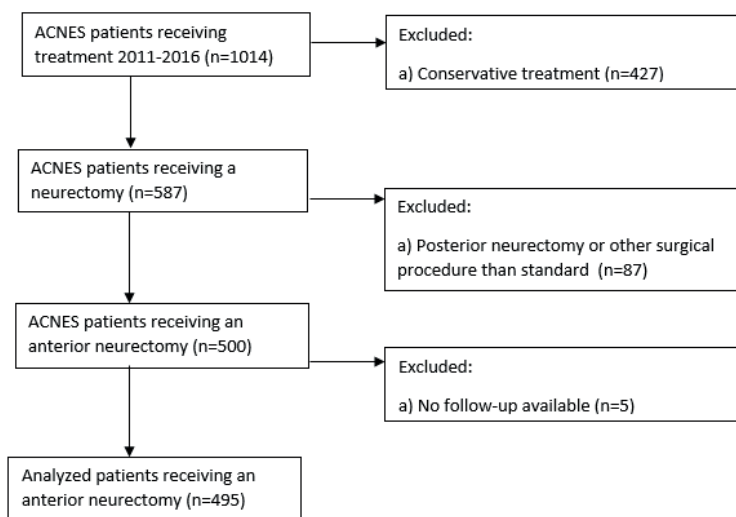 ACNES patients receiving
treatment 2011-2016 (n=1014)
Excluded:
a) Conservative treatment (n=427)
ACNES patients receiving a
neurectomy (n=587)
Excluded:
a) Posterior neurectomy or other surgical
procedure than standard (n=87)
ACNES patients receiving an
anterior neurectomy (n=500)
Excluded:
a) No follow-up available (n=5)
Analyzed patients receiving an
anterior neurectomy (n=495)